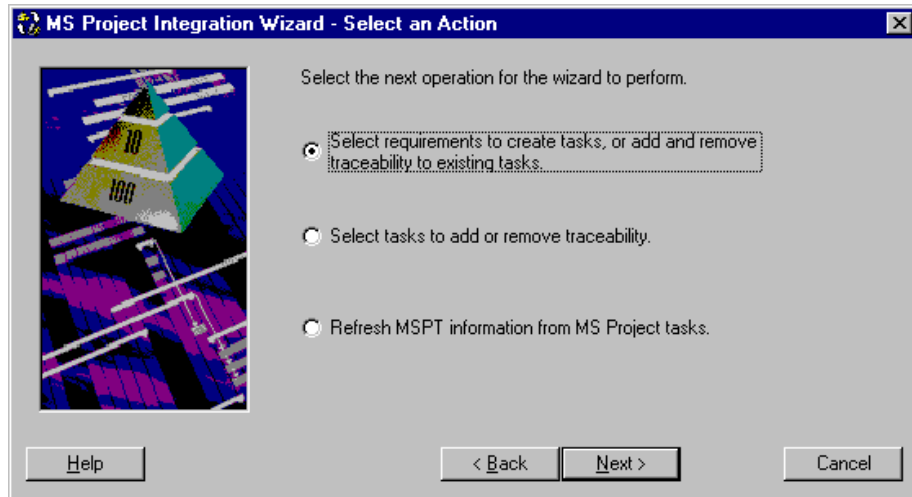 MS Project Integration Wizard - Select an Action
Select the next operation for the wizard to perform.
Select requirements to create tasks, or add and remove
traceability to existing tasks.
10
100
Select tasks to add or remove traceability.
Refresh MSPT information from MS Project tasks.
Help
< Back
Next >
Cancel